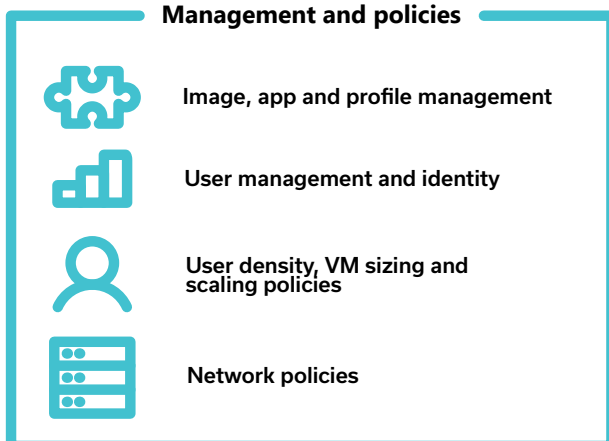 Management and policies
Image, app and profile management
User management and identity
User density, VM sizing and
scaling policies
Network policies